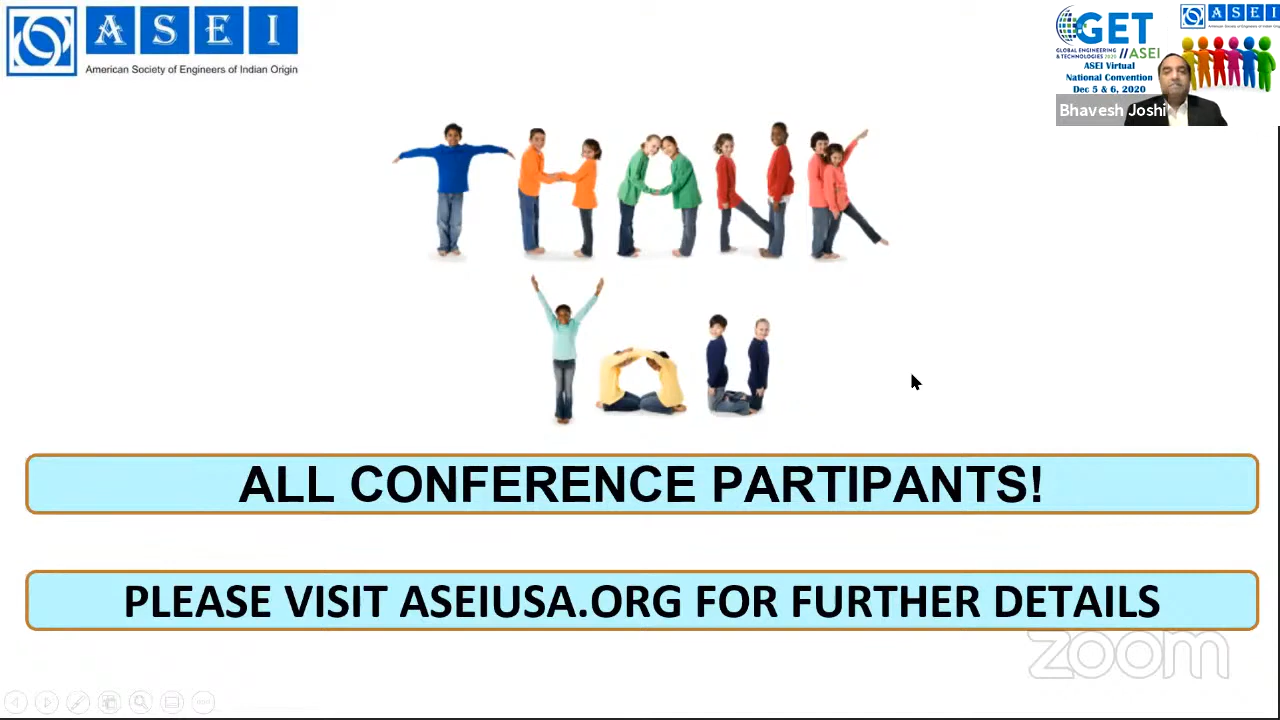 ASEI
American Society of Engineers of Indian Origin
GET
GLOBAL ENGINEERING
& TECHNOLOGIES 2020 //ASEI
ASEI Virtual
National Convention
Dec 5 & 6, 2020
ASEI
Bhavesh Joshi
THANK
YOU
ALL CONFERENCE PARTIPANTS!
PLEASE VISIT ASEIUSA.ORG FOR FURTHER DETAILS
zoom